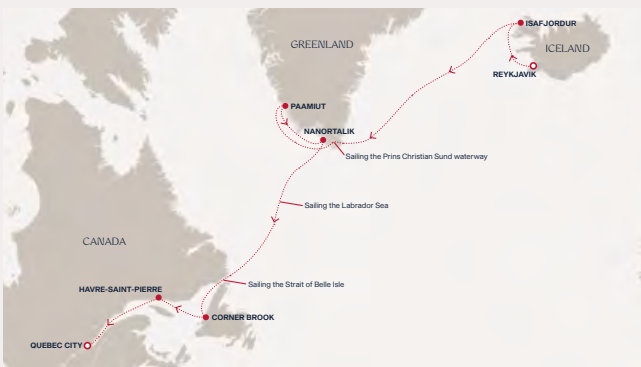 ISAFJORDUR
GREENLAND
ICELAND
REYKJAVIK
PAAMIUT
NANORTALIK
Sailing the Prins Christian Sund waterway
Sailing the Labrador Sea
CANADA
Sailing the Strait of Belle Isle
HAVRE-SAINT-PIERRE
CORNER BROOK
QUEBEC CITY